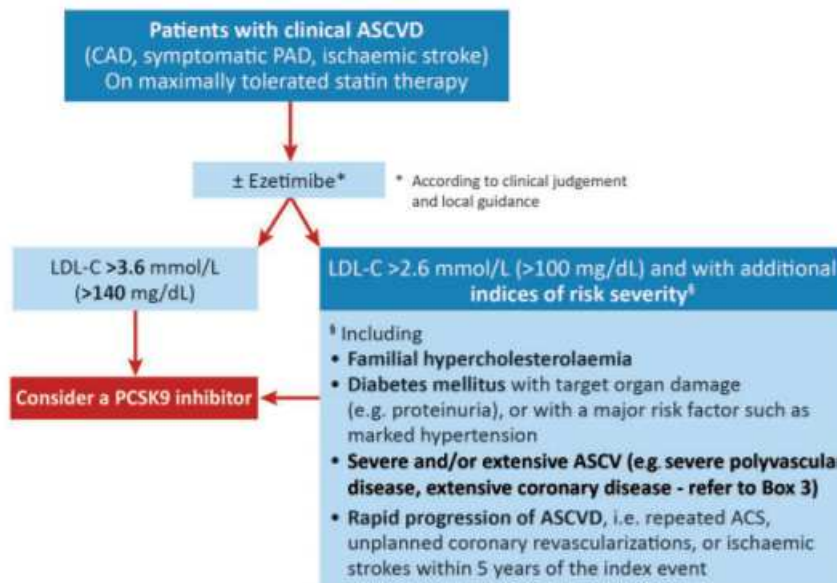 Patients with clinical ASCVD
(CAD, symptomatic PAD, ischaemic stroke)
On maximally tolerated statin therapy
± Ezetimibe*
* According to clinical judgement
and local guidance
LDL-C >3.6 mmol/L
(>140 mg/dL)
LDL-C >2.6 mmol/L (>100 mg/dL) and with additional
indices of risk severity§
§ Including
• Familial hypercholesterolaemia
• Diabetes mellitus with target organ damage
(e.g. proteinuria), or with a major risk factor such as
marked hypertension
• Severe and/or extensive ASCV (e.g. severe polyvascular
disease, extensive coronary disease - refer to Box 3)
• Rapid progression of ASCVD, i.e. repeated ACS,
unplanned coronary revascularizations, or ischaemic
strokes within 5 years of the index event
Consider a PCSK9 inhibitor